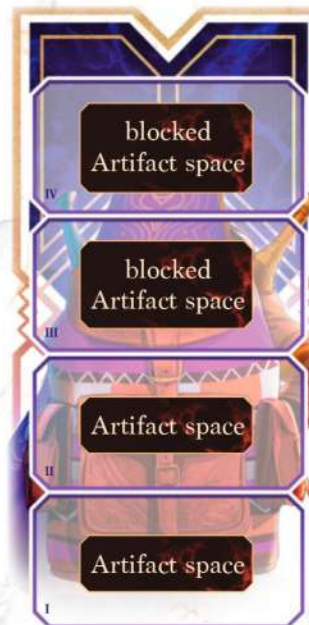 blocked
Artifact space
IV
blocked
Artifact space
III
Artifact space
II
Artifact space
I